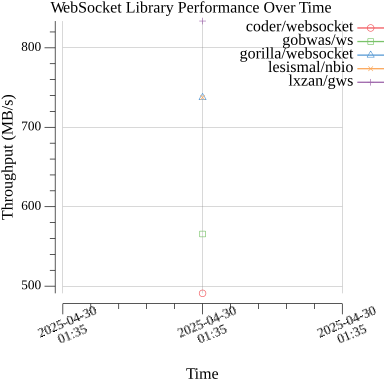 WebSocket Library Performance Over Time
coder/websocket
gobwas/ws
gorilla/websocket
lesismal/nbio
lxzan/gws
Throughput (MB/s)
800
700
600
500
2025-04-30
01:35
2025-04-30
01:35
2025-04-30
01:35
Time